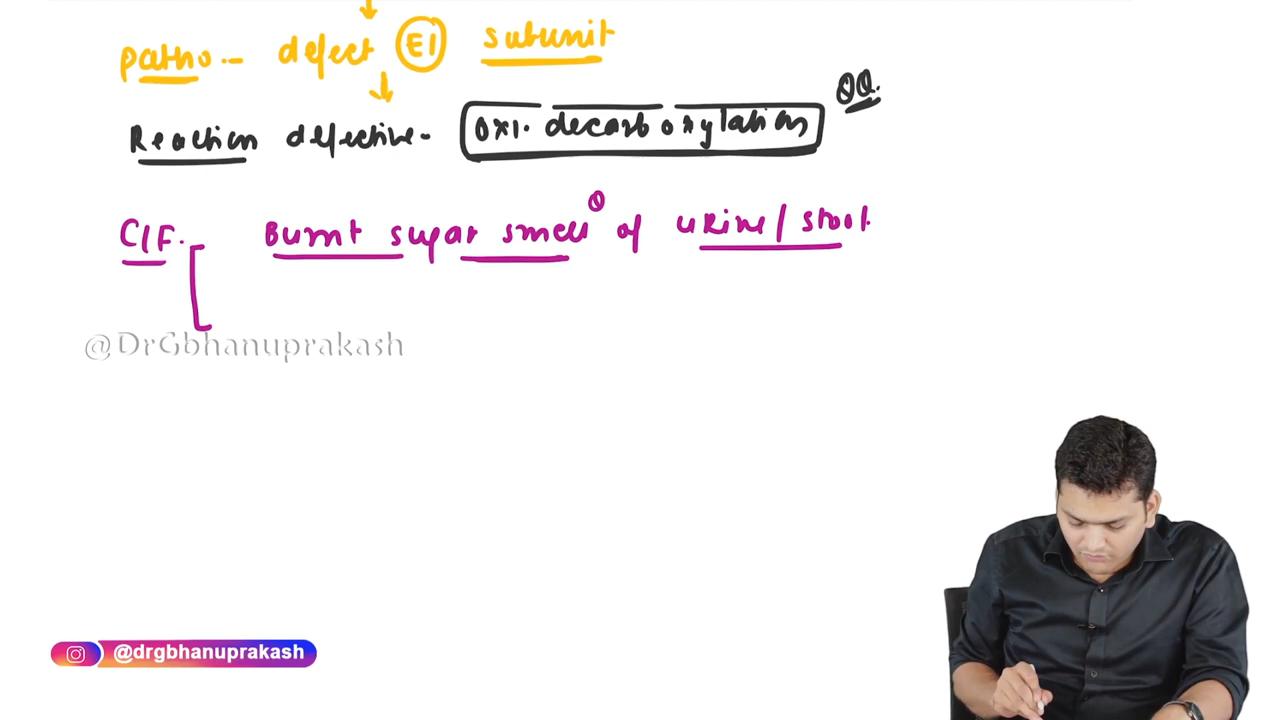 patho.- defect E1 subunit
Reaction defective- oxi. decarboxylation QQ.
C/F. Burnt sugar smell Q of urine/stool.
@DrGbhanuprakash
@drgbhanuprakash